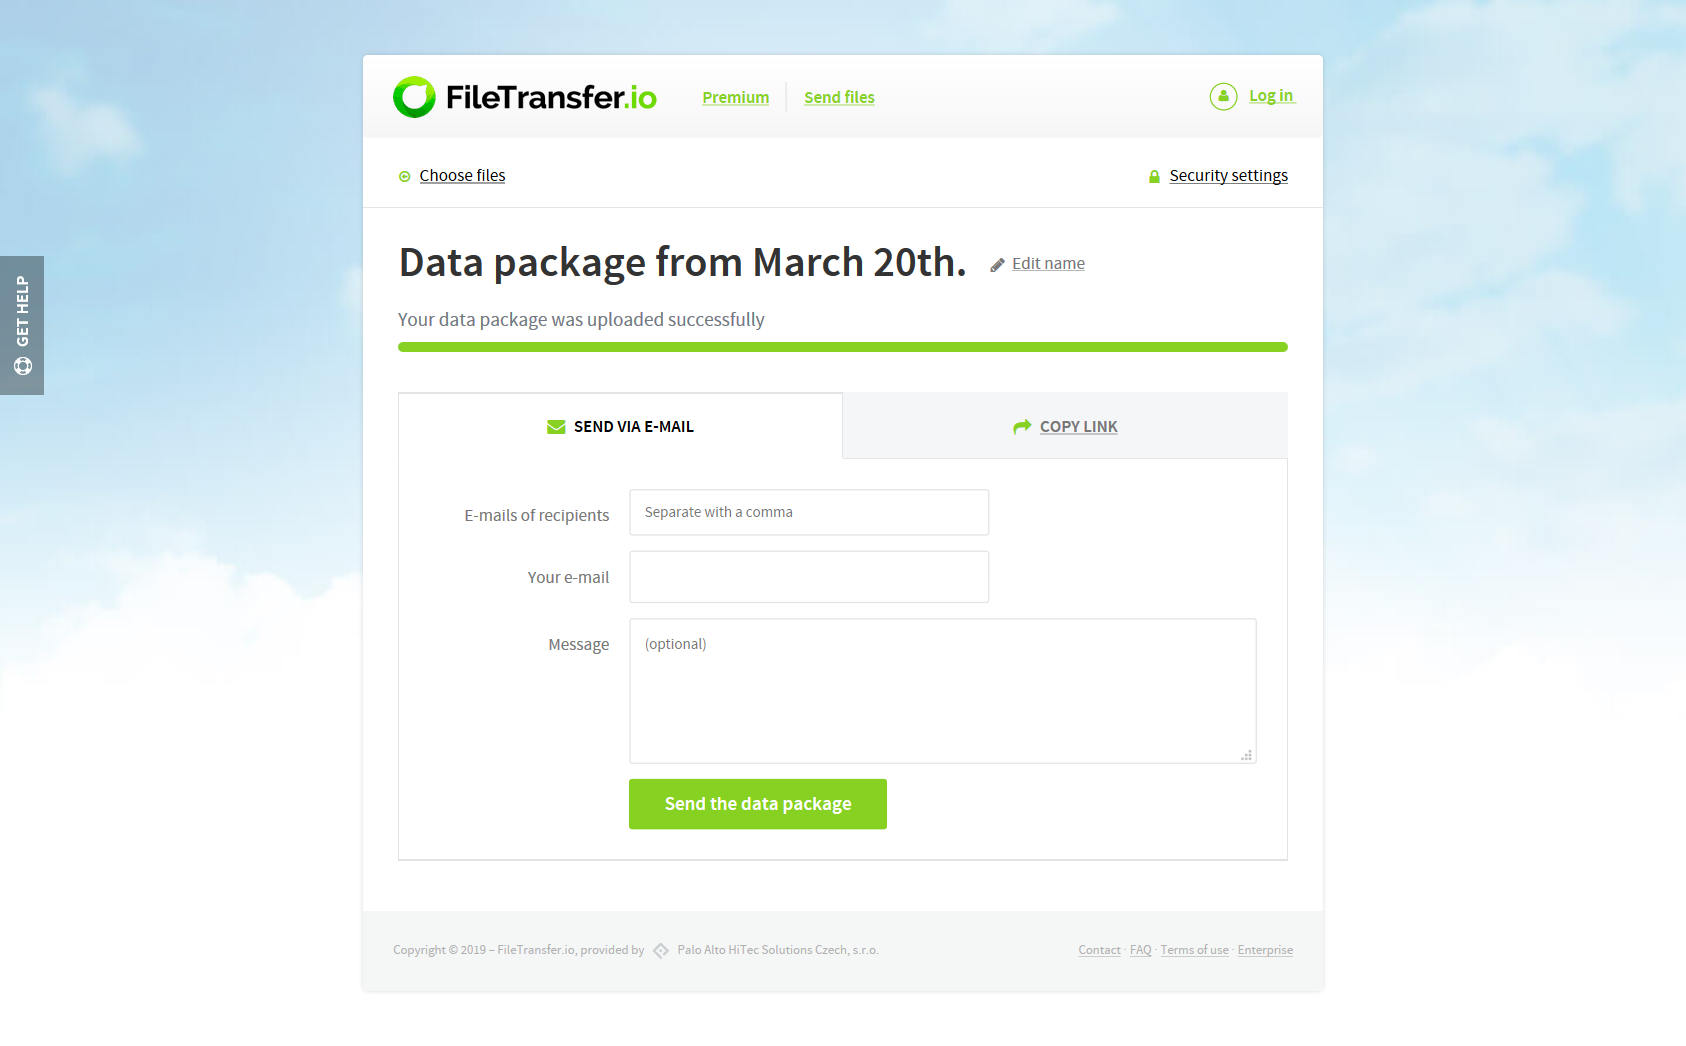 FileTransfer.io
Premium
Send files
Log in
Choose files
Security settings
Data package from March 20th.
Edit name
Your data package was uploaded successfully
GET HELP
SEND VIA E-MAIL
COPY LINK
E-mails of recipients
Separate with a comma
Your e-mail
Message
(optional)
Send the data package
Copyright © 2019 – FileTransfer.io, provided by Palo Alto HiTec Solutions Czech, s.r.o.
Contact · FAQ · Terms of use · Enterprise